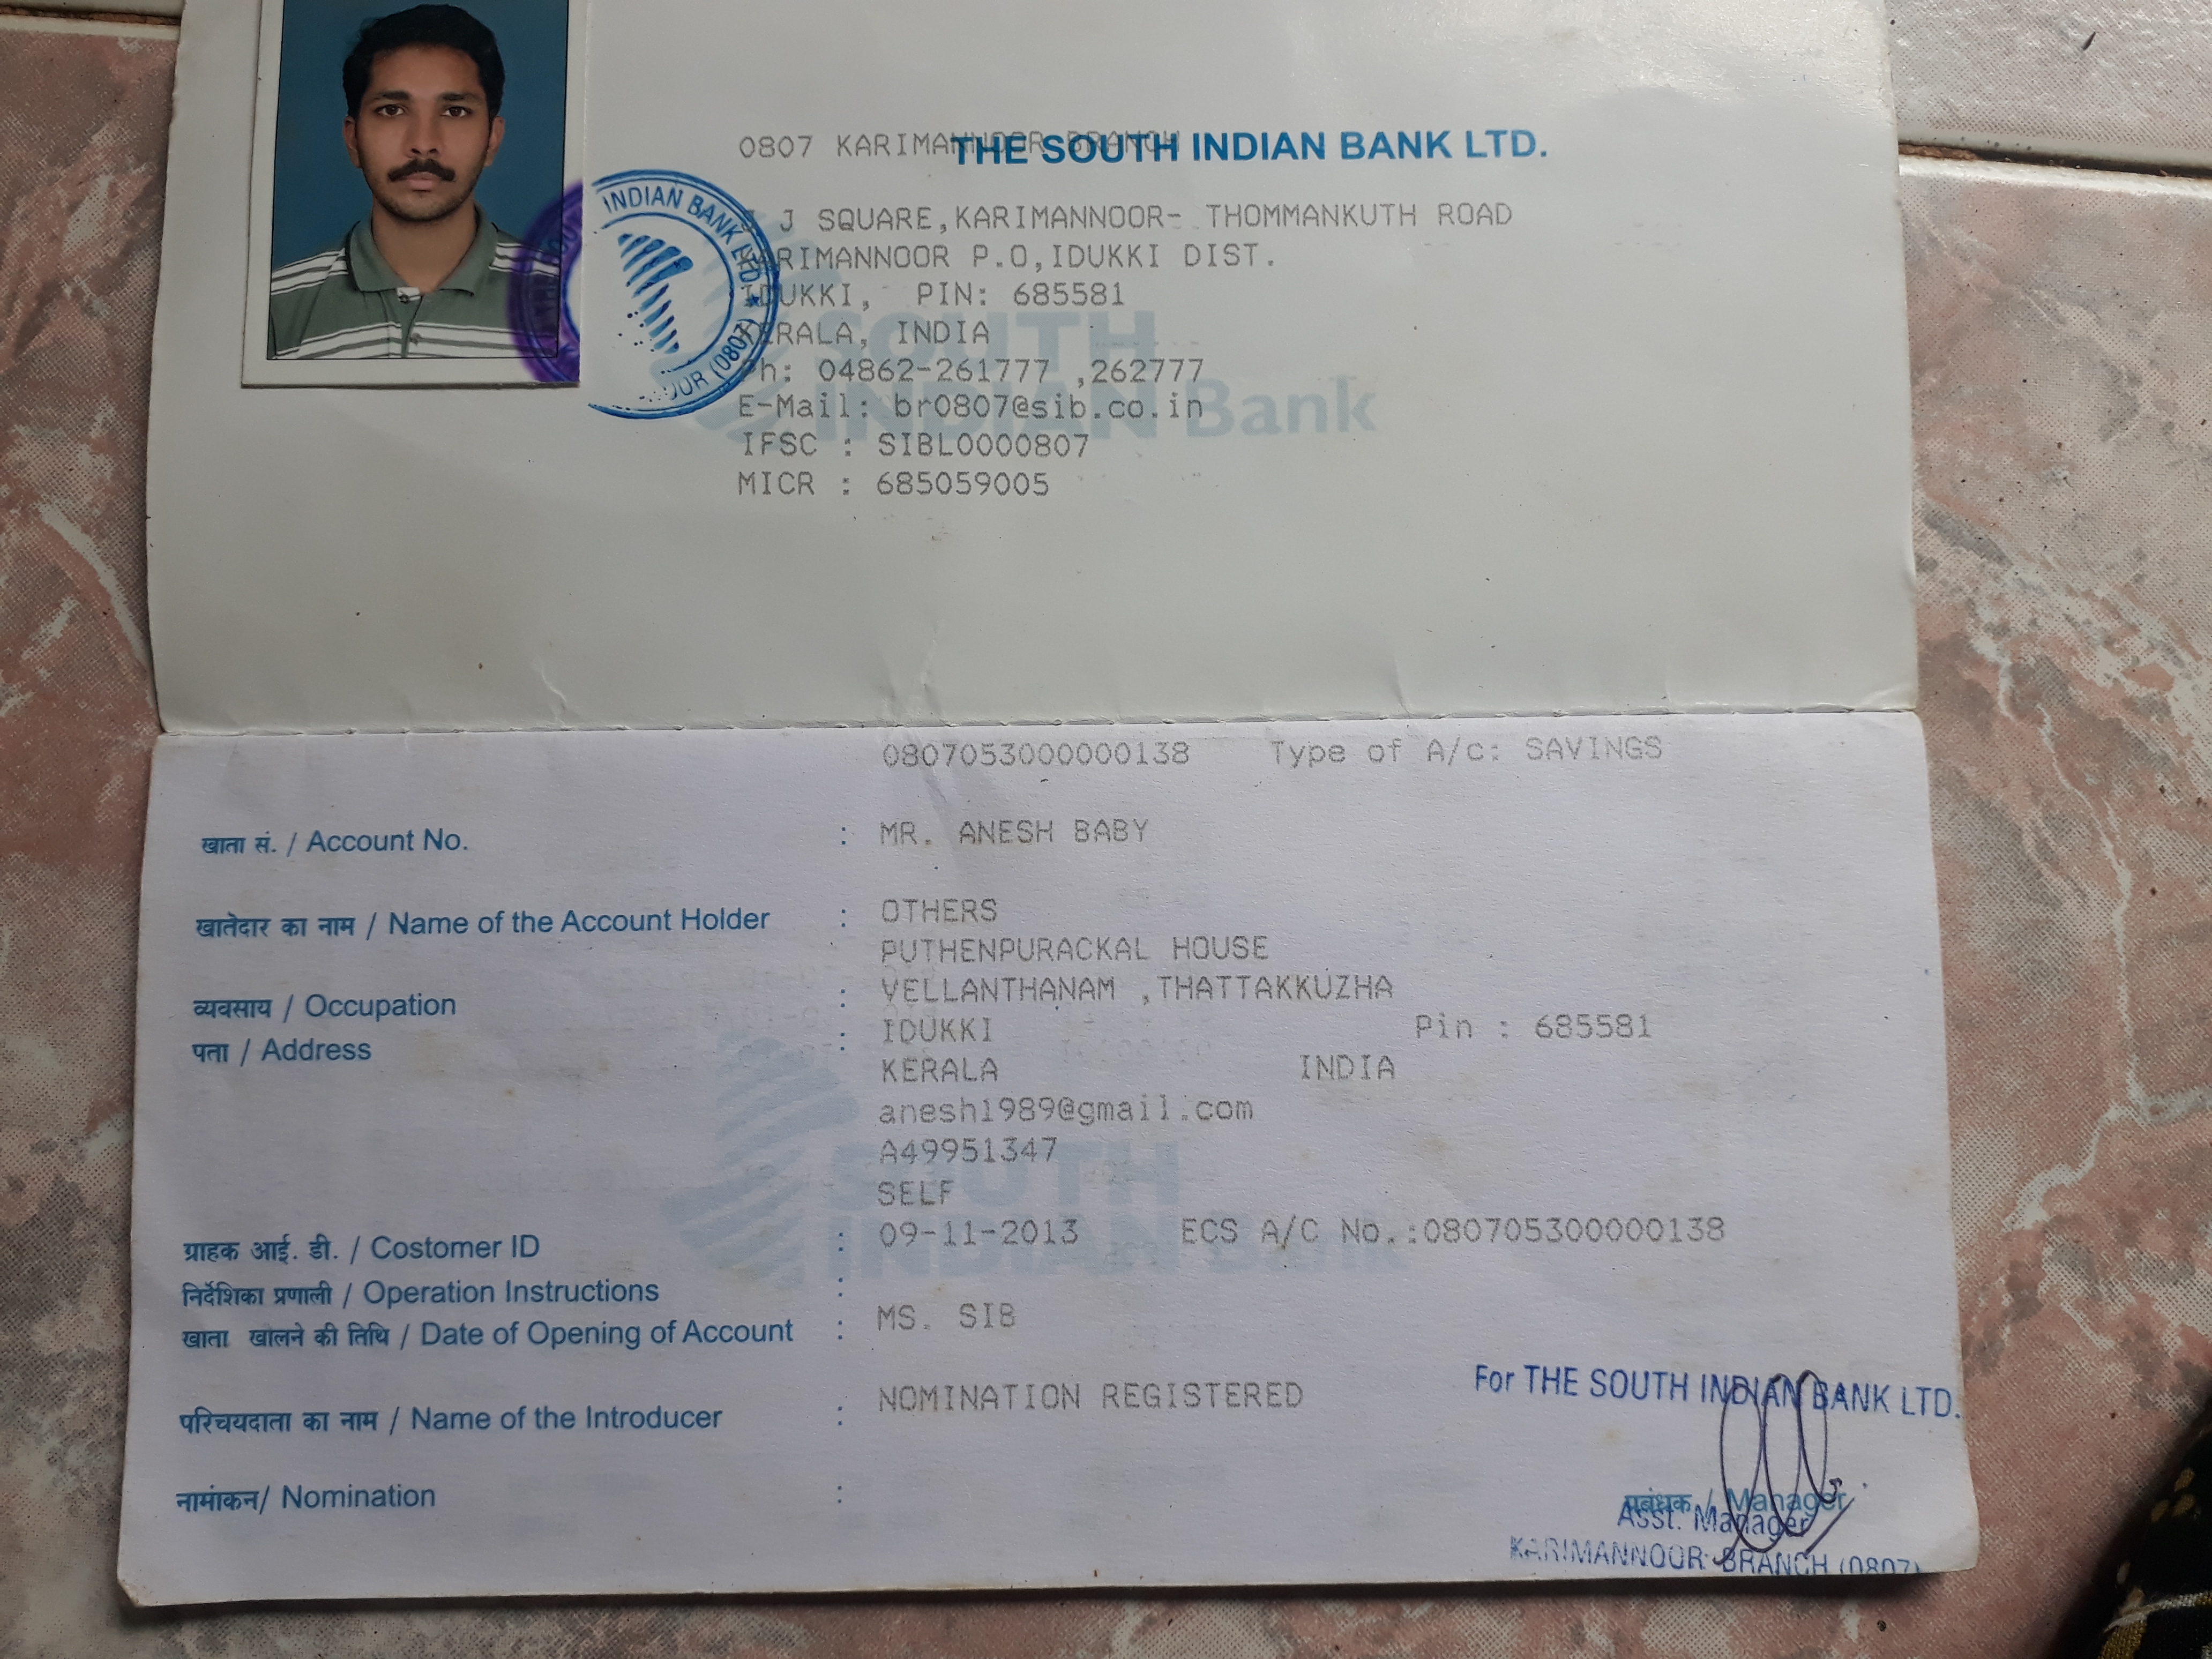 THE SOUTH INDIAN BANK LTD.
0807 KARIMANNOOR BRANCH
J SQUARE,KARIMANNOOR- THOMMANKUTH ROAD
KARIMANNOOR P.O,IDUKKI DIST.
IDUKKI, PIN: 685581
KERALA,INDIA
Ph: 04862-261777 ,262777
E-Mail:br0807@sib.co.in
IFSC : SIBL0000807
MICR : 685059005
INDIAN BANK LTD.
(0807)
SOUTH
INDIAN Bank
खाता सं. / Account No. : 0807053000000138 Type of A/c: SAVINGS
खातेदार का नाम / Name of the Account Holder : MR. ANESH BABY
व्यवसाय / Occupation : OTHERS
पता / Address : PUTHENPURACKAL HOUSE
VELLANTHANAM ,THATTAKKUZHA
IDUKKI Pin : 685581
KERALA INDIA
anesh1989@gmail.com
ग्राहक आई. डी. / Costomer ID : A49951347
निर्देशिका प्रणाली / Operation Instructions : SELF
खाता खोलने की तिथि / Date of Opening of Account : 09-11-2013 ECS A/C No.:0807053000000138
परिचयदाता का नाम / Name of the Introducer : MS. SIB
नामांकन/ Nomination : NOMINATION REGISTERED
SOUTH
INDIAN
For THE SOUTH INDIAN BANK LTD.
प्रबंधक / Manager
Asst. Manager
KARIMANNOOR BRANCH (0807)